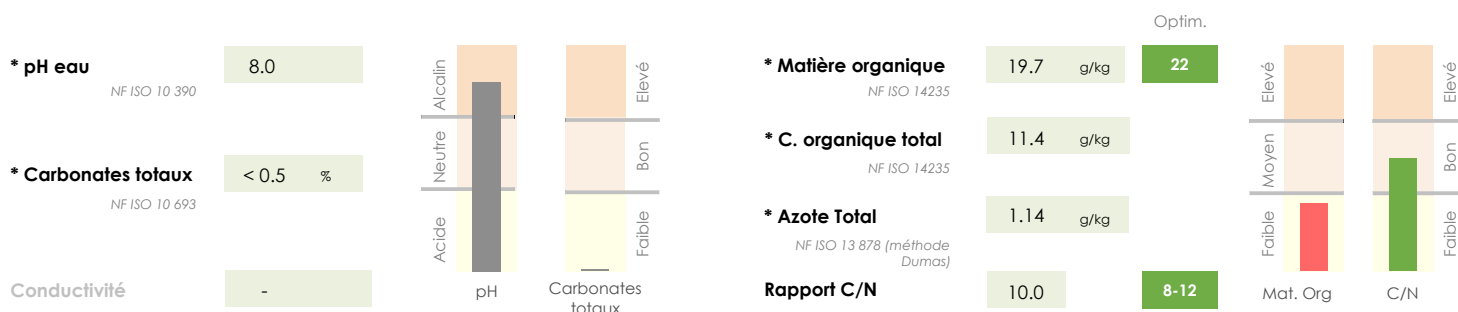 Optim.
* pH eau 8.0
NF ISO 10 390
* Carbonates totaux < 0.5 %
NF ISO 10 693
Conductivité -
Alcalin
Neutre
Acide
Elevé
Bon
Faible
pH
Carbonates
totaux
* Matière organique 19.7 g/kg 22
NF ISO 14235
* C. organique total 11.4 g/kg
NF ISO 14235
* Azote Total 1.14 g/kg
NF ISO 13 878 (méthode
Dumas)
Rapport C/N 10.0 8-12
Elevé
Moyen
Faible
Elevé
Bon
Faible
Mat. Org
C/N